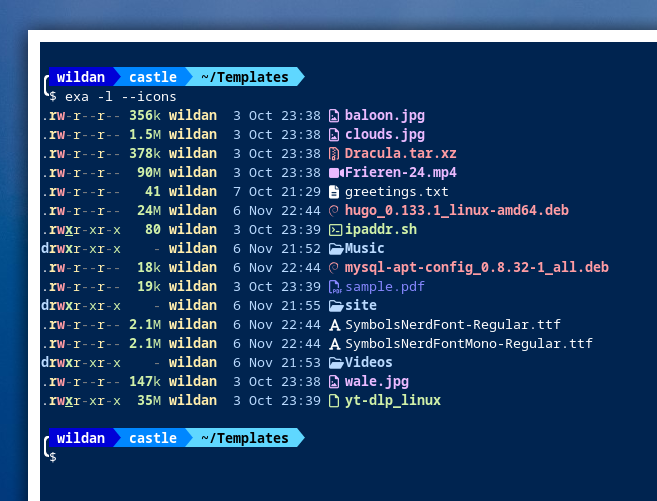 wildan castle ~/Templates
$ exa -l --icons
.rw-r--r-- 356k wildan 3 Oct 23:38 baloon.jpg
.rw-r--r-- 1.5M wildan 3 Oct 23:38 clouds.jpg
.rw-r--r-- 378k wildan 3 Oct 23:38 Dracula.tar.xz
.rw-r--r-- 90M wildan 3 Oct 23:38 Frieren-24.mp4
.rw-r--r-- 41 wildan 7 Oct 21:29 greetings.txt
.rw-r--r-- 24M wildan 6 Nov 22:44 hugo_0.133.1_linux-amd64.deb
.rwxr-xr-x 80 wildan 3 Oct 23:39 ipaddr.sh
drwxr-xr-x - wildan 6 Nov 21:52 Music
.rw-r--r-- 18k wildan 6 Nov 22:44 mysql-apt-config_0.8.32-1_all.deb
.rw-r--r-- 19k wildan 3 Oct 23:39 sample.pdf
drwxr-xr-x - wildan 6 Nov 21:55 site
.rw-r--r-- 2.1M wildan 6 Nov 22:44 SymbolsNerdFont-Regular.ttf
.rw-r--r-- 2.1M wildan 6 Nov 22:44 SymbolsNerdFontMono-Regular.ttf
drwxr-xr-x - wildan 6 Nov 21:53 Videos
.rw-r--r-- 147k wildan 3 Oct 23:38 wale.jpg
.rwxr-xr-x 35M wildan 3 Oct 23:39 yt-dlp_linux
wildan castle ~/Templates
$